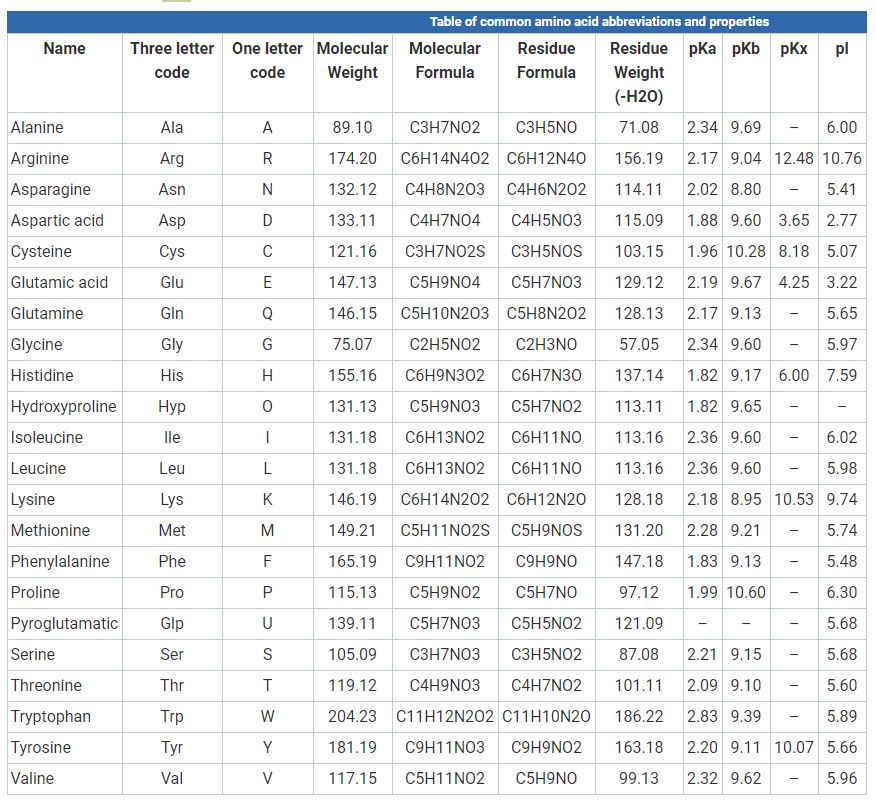 Table of common amino acid abbreviations and properties
Name Three letter code One letter code Molecular Weight Molecular Formula Residue Formula Residue Weight (-H2O) pKa pKb pKx pI
Alanine Ala A 89.10 C3H7NO2 C3H5NO 71.08 2.34 9.69 – 6.00
Arginine Arg R 174.20 C6H14N4O2 C6H12N4O 156.19 2.17 9.04 12.48 10.76
Asparagine Asn N 132.12 C4H8N2O3 C4H6N2O2 114.11 2.02 8.80 – 5.41
Aspartic acid Asp D 133.11 C4H7NO4 C4H5NO3 115.09 1.88 9.60 3.65 2.77
Cysteine Cys C 121.16 C3H7NO2S C3H5NOS 103.15 1.96 10.28 8.18 5.07
Glutamic acid Glu E 147.13 C5H9NO4 C5H7NO3 129.12 2.19 9.67 4.25 3.22
Glutamine Gln Q 146.15 C5H10N2O3 C5H8N2O2 128.13 2.17 9.13 – 5.65
Glycine Gly G 75.07 C2H5NO2 C2H3NO 57.05 2.34 9.60 – 5.97
Histidine His H 155.16 C6H9N3O2 C6H7N3O 137.14 1.82 9.17 6.00 7.59
Hydroxyproline Hyp O 131.13 C5H9NO3 C5H7NO2 113.11 1.82 9.65 – –
Isoleucine Ile I 131.18 C6H13NO2 C6H11NO 113.16 2.36 9.60 – 6.02
Leucine Leu L 131.18 C6H13NO2 C6H11NO 113.16 2.36 9.60 – 5.98
Lysine Lys K 146.19 C6H14N2O2 C6H12N2O 128.18 2.18 8.95 10.53 9.74
Methionine Met M 149.21 C5H11NO2S C5H9NOS 131.20 2.28 9.21 – 5.74
Phenylalanine Phe F 165.19 C9H11NO2 C9H9NO 147.18 1.83 9.13 – 5.48
Proline Pro P 115.13 C5H9NO2 C5H7NO 97.12 1.99 10.60 – 6.30
Pyroglutamatic Glp U 139.11 C5H7NO3 C5H5NO2 121.09 – – – 5.68
Serine Ser S 105.09 C3H7NO3 C3H5NO2 87.08 2.21 9.15 – 5.68
Threonine Thr T 119.12 C4H9NO3 C4H7NO2 101.11 2.09 9.10 – 5.60
Tryptophan Trp W 204.23 C11H12N2O2 C11H10N2O 186.22 2.83 9.39 – 5.89
Tyrosine Tyr Y 181.19 C9H11NO3 C9H9NO2 163.18 2.20 9.11 10.07 5.66
Valine Val V 117.15 C5H11NO2 C5H9NO 99.13 2.32 9.62 – 5.96